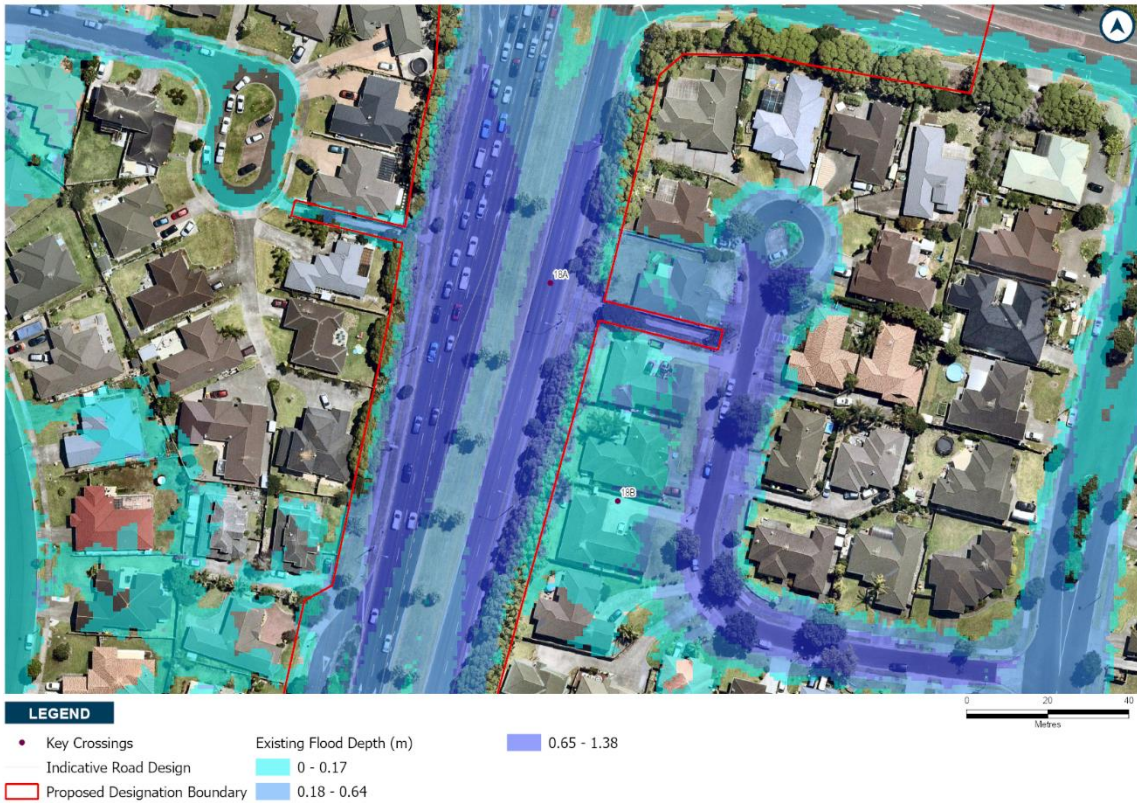 18A
18B
LEGEND
Key Crossings
Indicative Road Design
Proposed Designation Boundary
Existing Flood Depth (m)
0 - 0.17
0.18 - 0.64
0.65 - 1.38
0 20 40
Metres